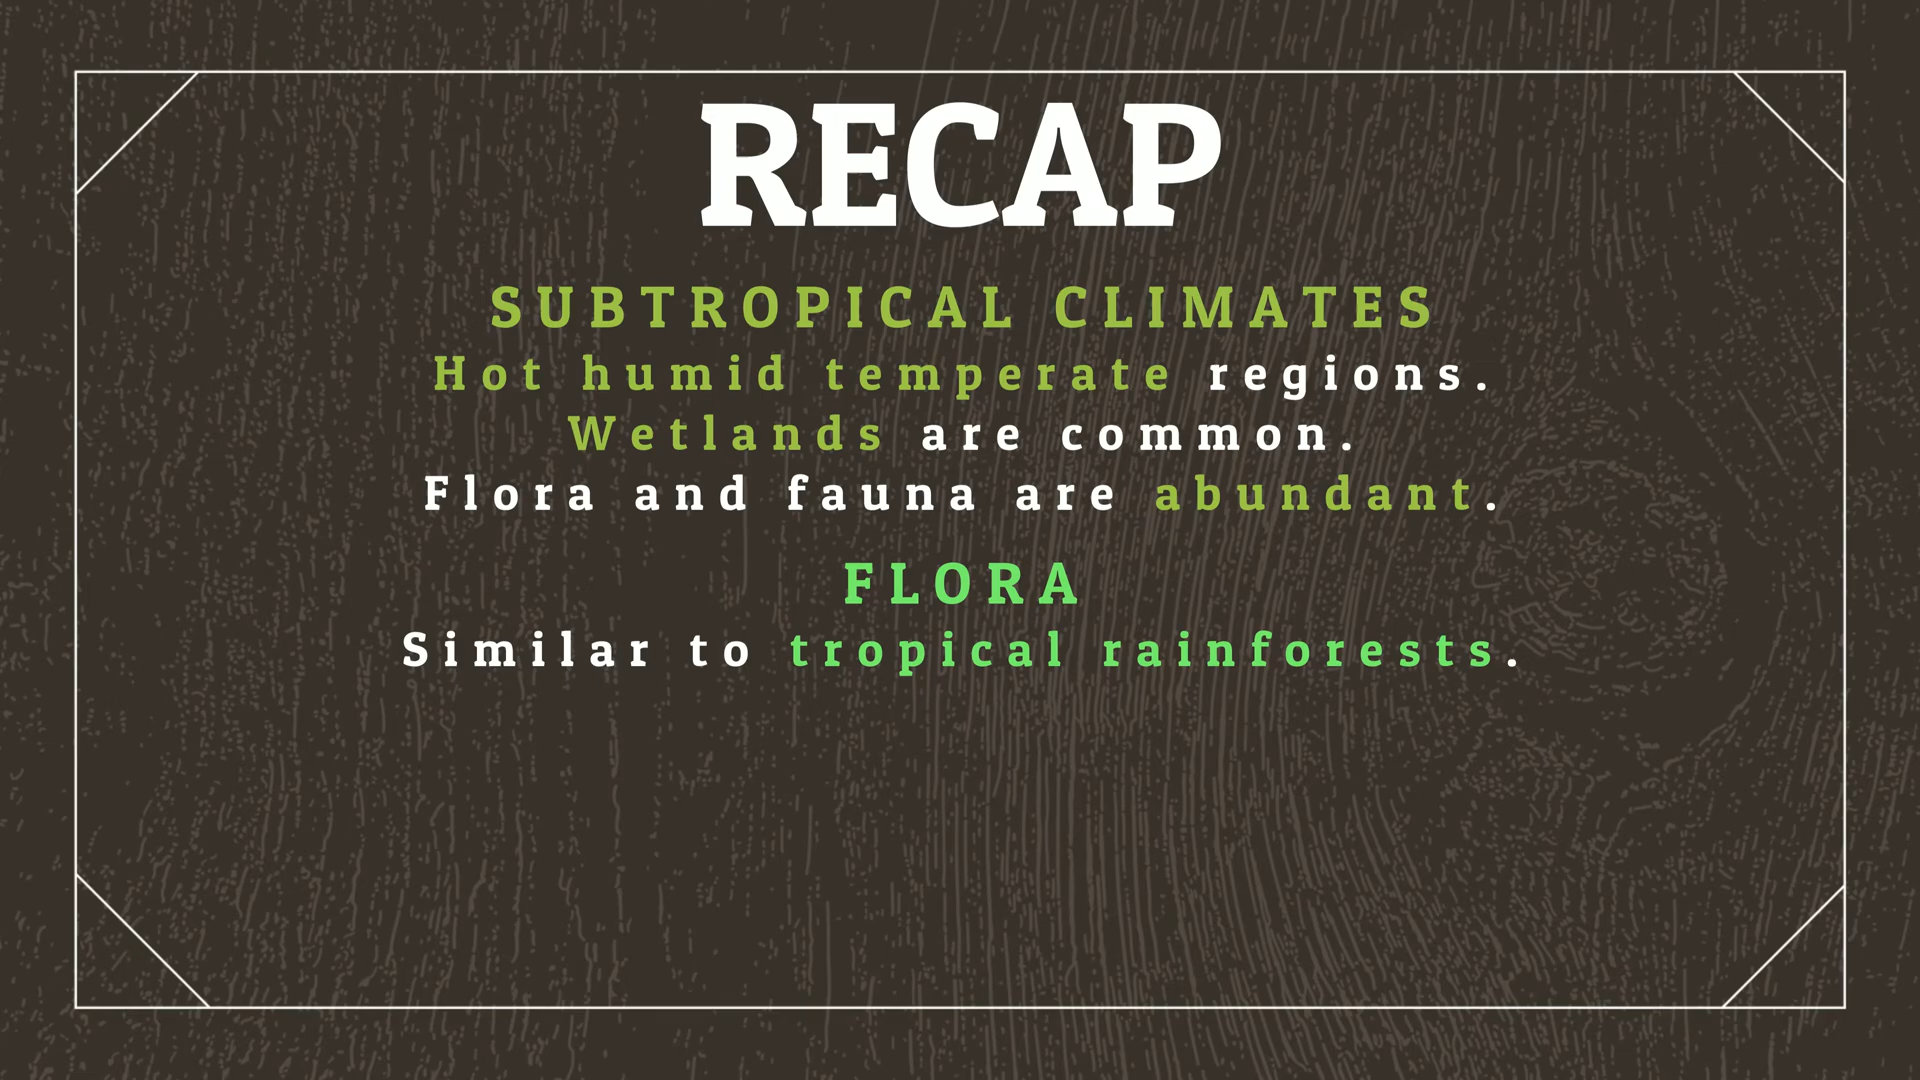 RECAP
SUBTROPICAL CLIMATES
Hot humid temperate regions.
Wetlands are common.
Flora and fauna are abundant.
FLORA
Similar to tropical rainforests.